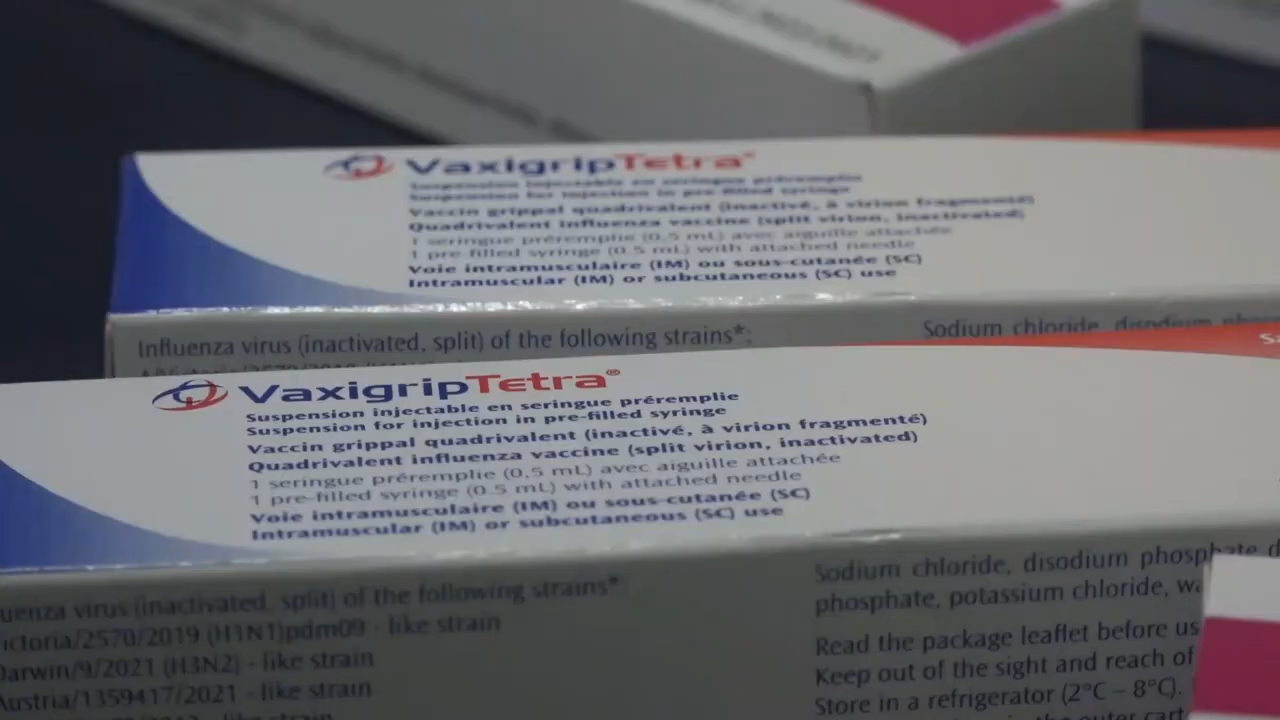 VaxigripTetra®
Suspension injectable en seringue préremplie
Suspension for injection in pre-filled syringe
Vaccin grippal quadrivalent (inactivé, à virion fragmenté)
Quadrivalent influenza vaccine (split virion, inactivated)
1 seringue préremplie (0,5 mL) avec aiguille attachée
1 pre-filled syringe (0.5 mL) with attached needle
Voie intramusculaire (IM) ou sous-cutanée (SC)
Intramuscular (IM) or subcutaneous (SC) use
Influenza virus (inactivated, split) of the following strains*:
Sodium chloride, disodium
VaxigripTetra®
Suspension injectable en seringue préremplie
Suspension for injection in pre-filled syringe
Vaccin grippal quadrivalent (inactivé, à virion fragmenté)
Quadrivalent influenza vaccine (split virion, inactivated)
1 seringue préremplie (0,5 mL) avec aiguille attachée
1 pre-filled syringe (0.5 mL) with attached needle
Voie intramusculaire (IM) ou sous-cutanée (SC)
Intramuscular (IM) or subcutaneous (SC) use
uenza virus (inactivated, split) of the following strains*:
ictoria/2570/2019 (H1N1)pdm09 - like strain
Darwin/9/2021 (H3N2) - like strain
Austria/1359417/2021 - like strain
like strain
Sodium chloride, disodium phosphate d
phosphate, potassium chloride, wa
Read the package leaflet before us
Keep out of the sight and reach of
Store in a refrigerator (2°C – 8°C).
the outer cart